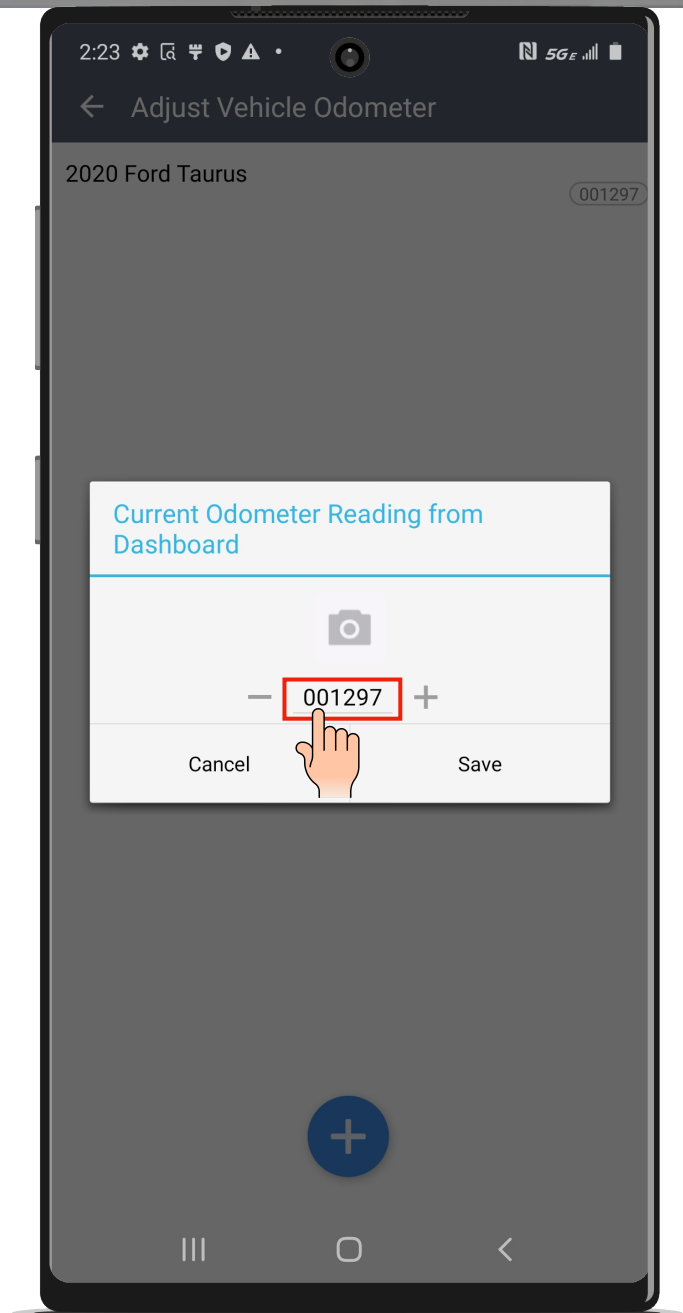 2:23
5GE
Adjust Vehicle Odometer
2020 Ford Taurus
001297
Current Odometer Reading from
Dashboard
001297
Cancel
Save